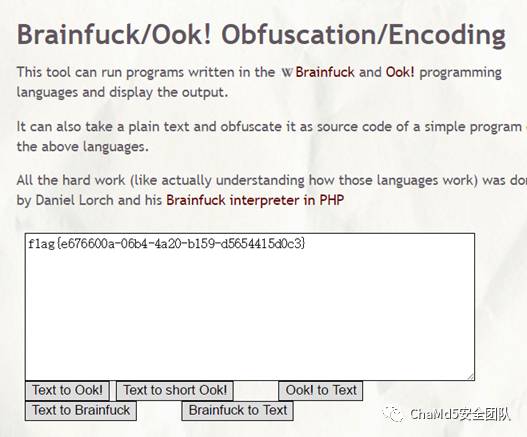 Brainfuck/Ook! Obfuscation/Encoding
This tool can run programs written in the W Brainfuck and Ook! programming
languages and display the output.
It can also take a plain text and obfuscate it as source code of a simple program
the above languages.
All the hard work (like actually understanding how those languages work) was
by Daniel Lorch and his Brainfuck interpreter in PHP
flag{e676600a-06b4-4a20-b159-d5654415d0c3}
Text to Ook! Text to short Ook! Ook! to Text
Text to Brainfuck Brainfuck to Text
ChaMd5安全团队